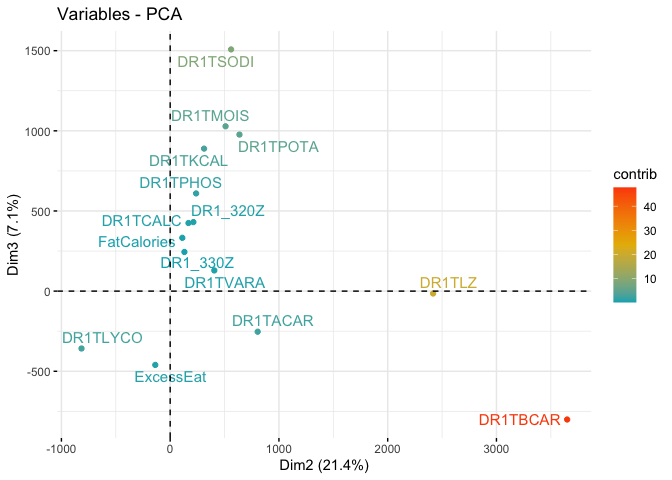 Variables - PCA
1500
1000
500
0
-500
Dim3 (7.1%)
DR1TSODI
DR1TMOIS
DR1TPOTA
DR1TKCAL
DR1TPHOS
DR1_320Z
DR1TCALC
FatCalories
DR1_330Z
DR1TVARA
DR1TLZ
DR1TACAR
DR1TLYCO
ExcessEat
DR1TBCAR
-1000
0
1000
2000
3000
Dim2 (21.4%)
contrib
40
30
20
10